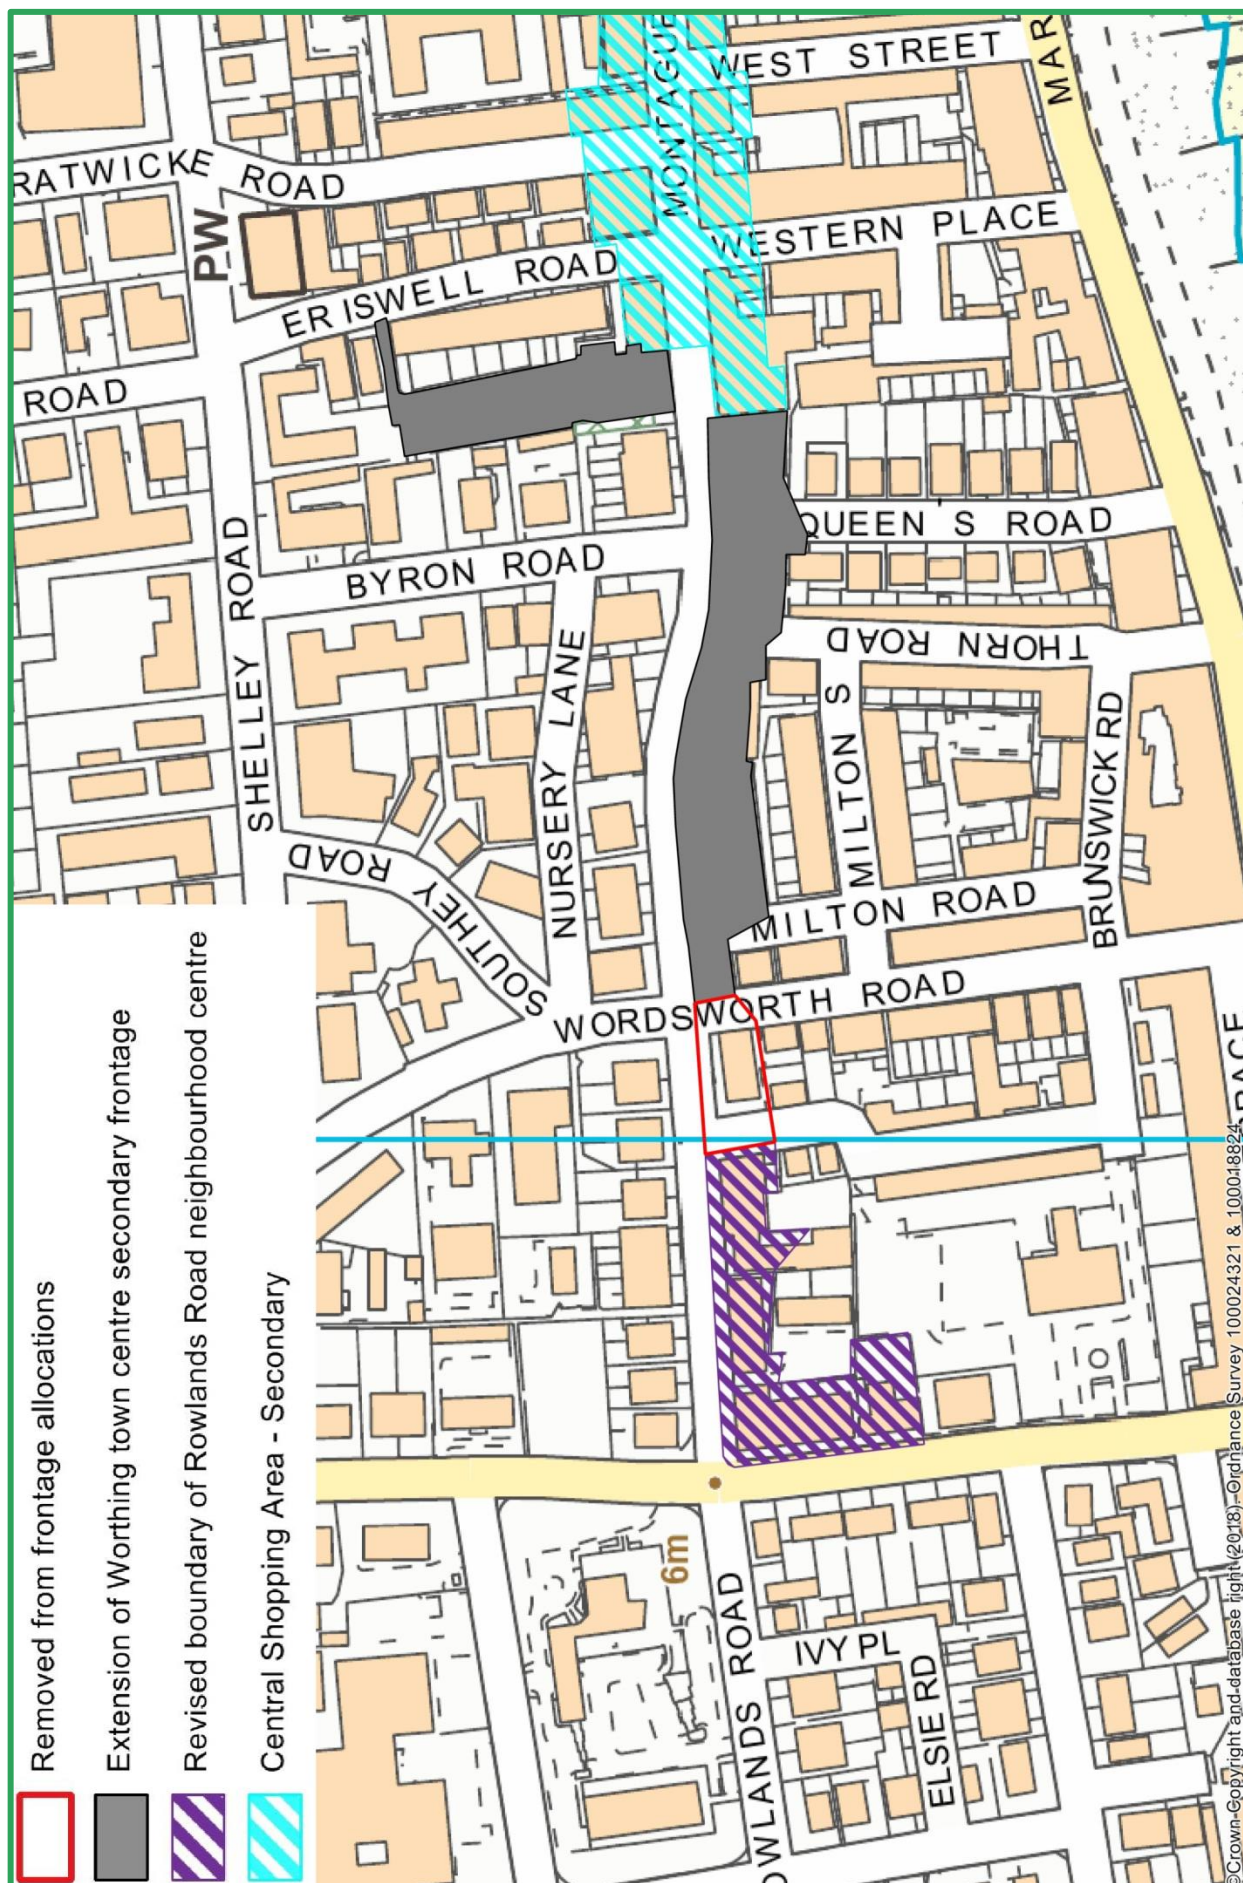 Removed from frontage allocations
Extension of Worthing town centre secondary frontage
Revised boundary of Rowlands Road neighbourhood centre
Central Shopping Area - Secondary
RATWICKE ROAD
PW
ROAD
ERISWELL ROAD
SHELLEY ROAD
BYRON ROAD
NURSERY LANE
SOUTHEY ROAD
WORDSWORTH ROAD
MONTAGUE
WEST STREET
WESTERN PLACE
MAR
QUEEN'S ROAD
THORN ROAD
MILTON S
MILTON ROAD
BRUNSWICK RD
6m
OWLANDS ROAD
IVY PL
ELSIE RD
RACE
©Crown Copyright and database right (2018). Ordnance Survey 100024321 & 100018824